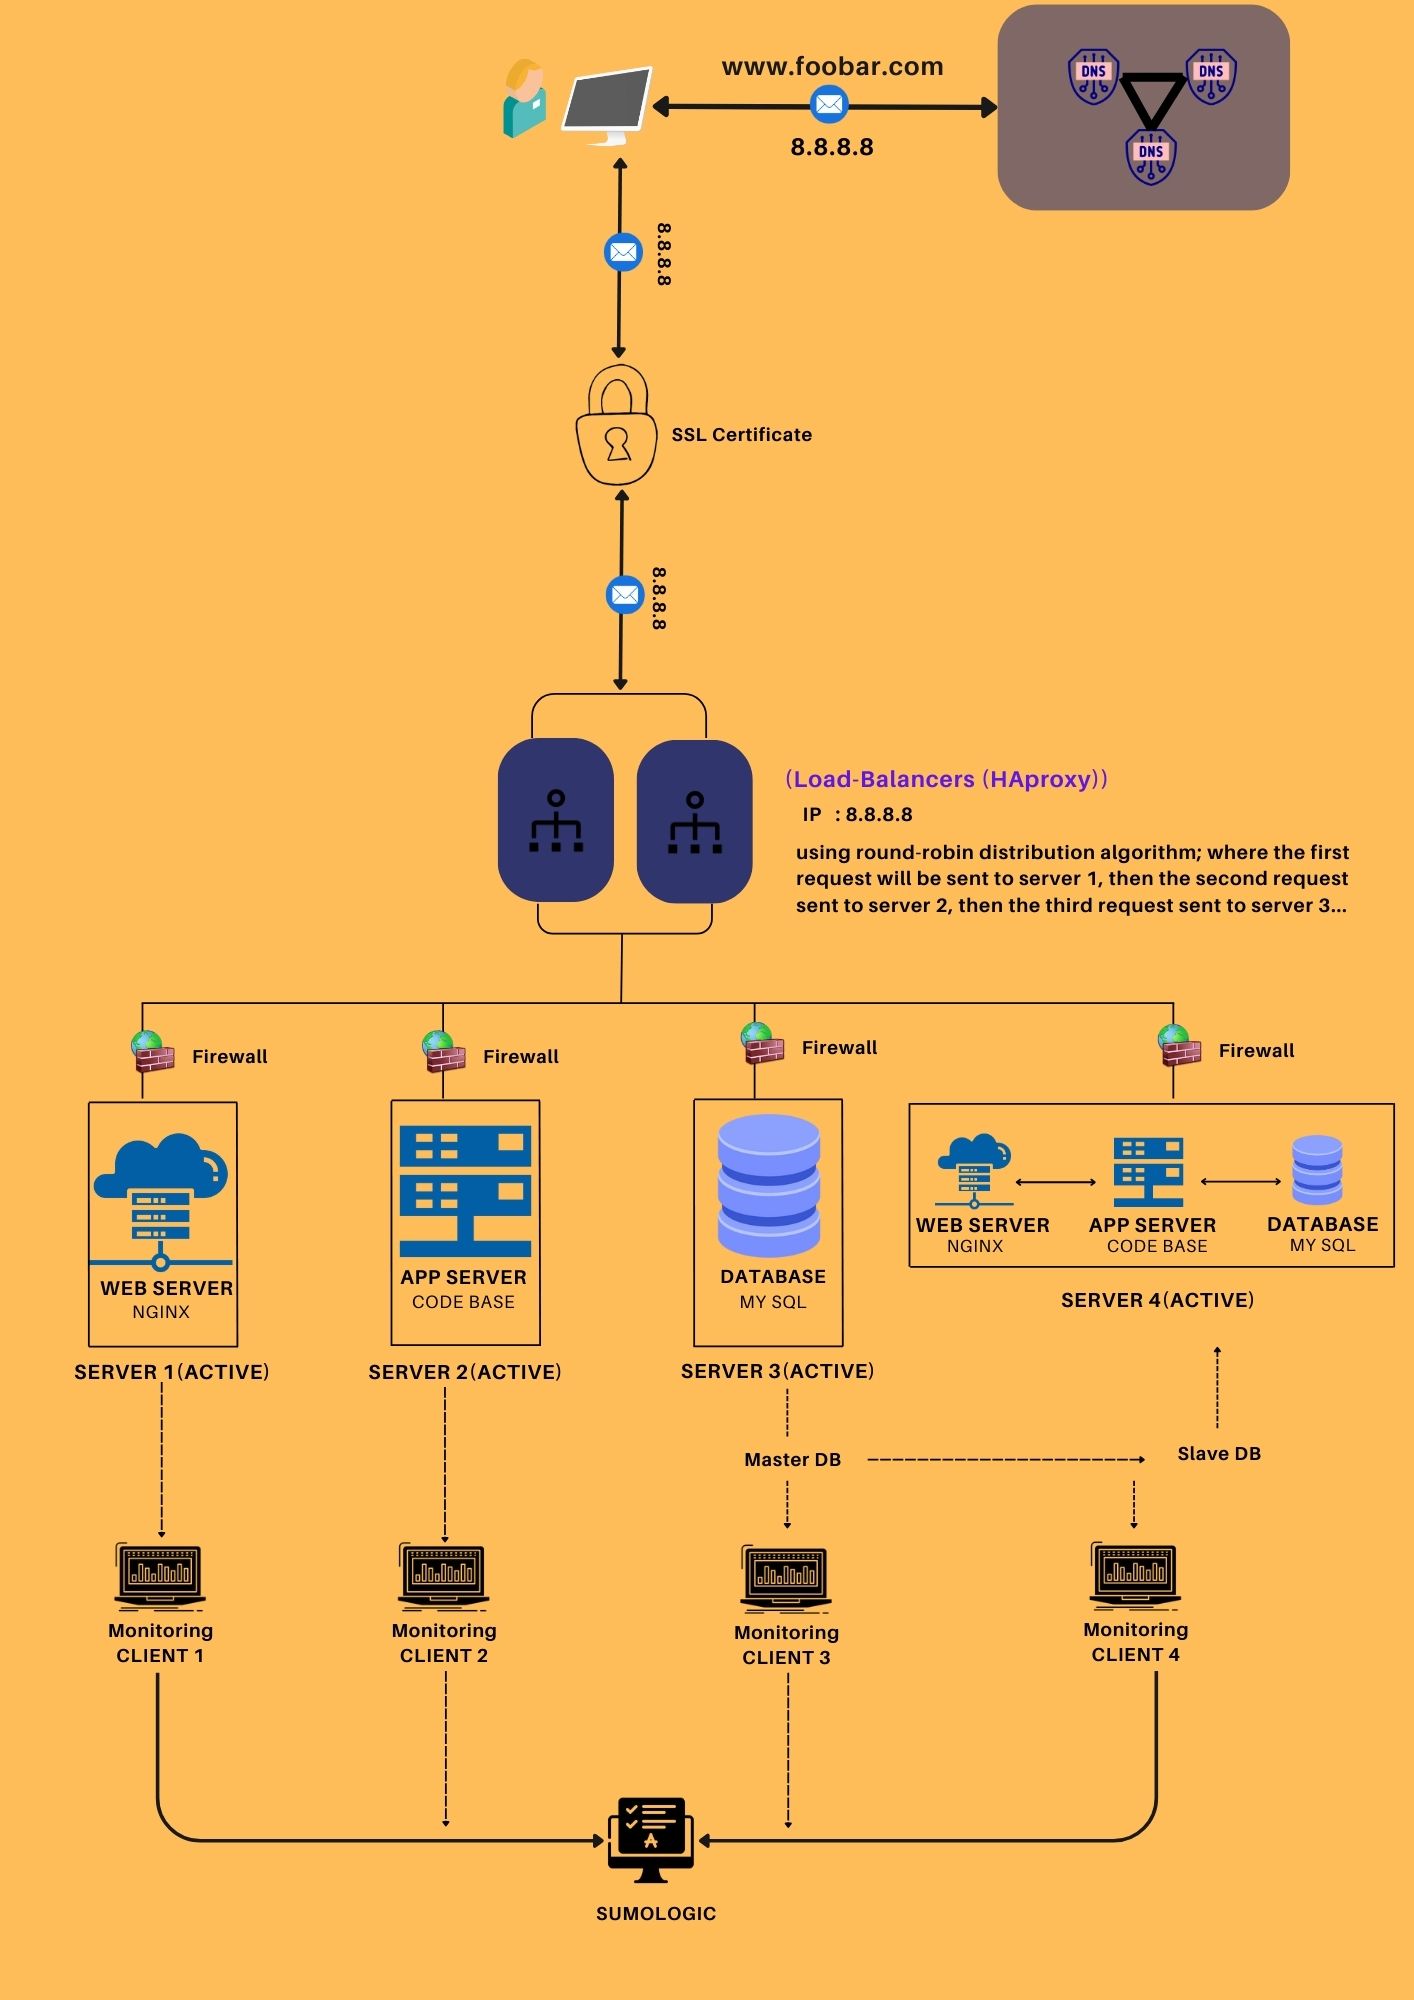 www.foobar.com
8.8.8.8
DNS
DNS
DNS
8.8.8.8
SSL Certificate
8.8.8.8
(Load-Balancers (HAproxy))
IP : 8.8.8.8
using round-robin distribution algorithm; where the first
request will be sent to server 1, then the second request
sent to server 2, then the third request sent to server 3...
Firewall
Firewall
Firewall
Firewall
WEB SERVER
NGINX
SERVER 1(ACTIVE)
APP SERVER
CODE BASE
SERVER 2(ACTIVE)
DATABASE
MY SQL
SERVER 3(ACTIVE)
WEB SERVER
NGINX
APP SERVER
CODE BASE
DATABASE
MY SQL
SERVER 4(ACTIVE)
Master DB
Slave DB
Monitoring
CLIENT 1
Monitoring
CLIENT 2
Monitoring
CLIENT 3
Monitoring
CLIENT 4
SUMOLOGIC